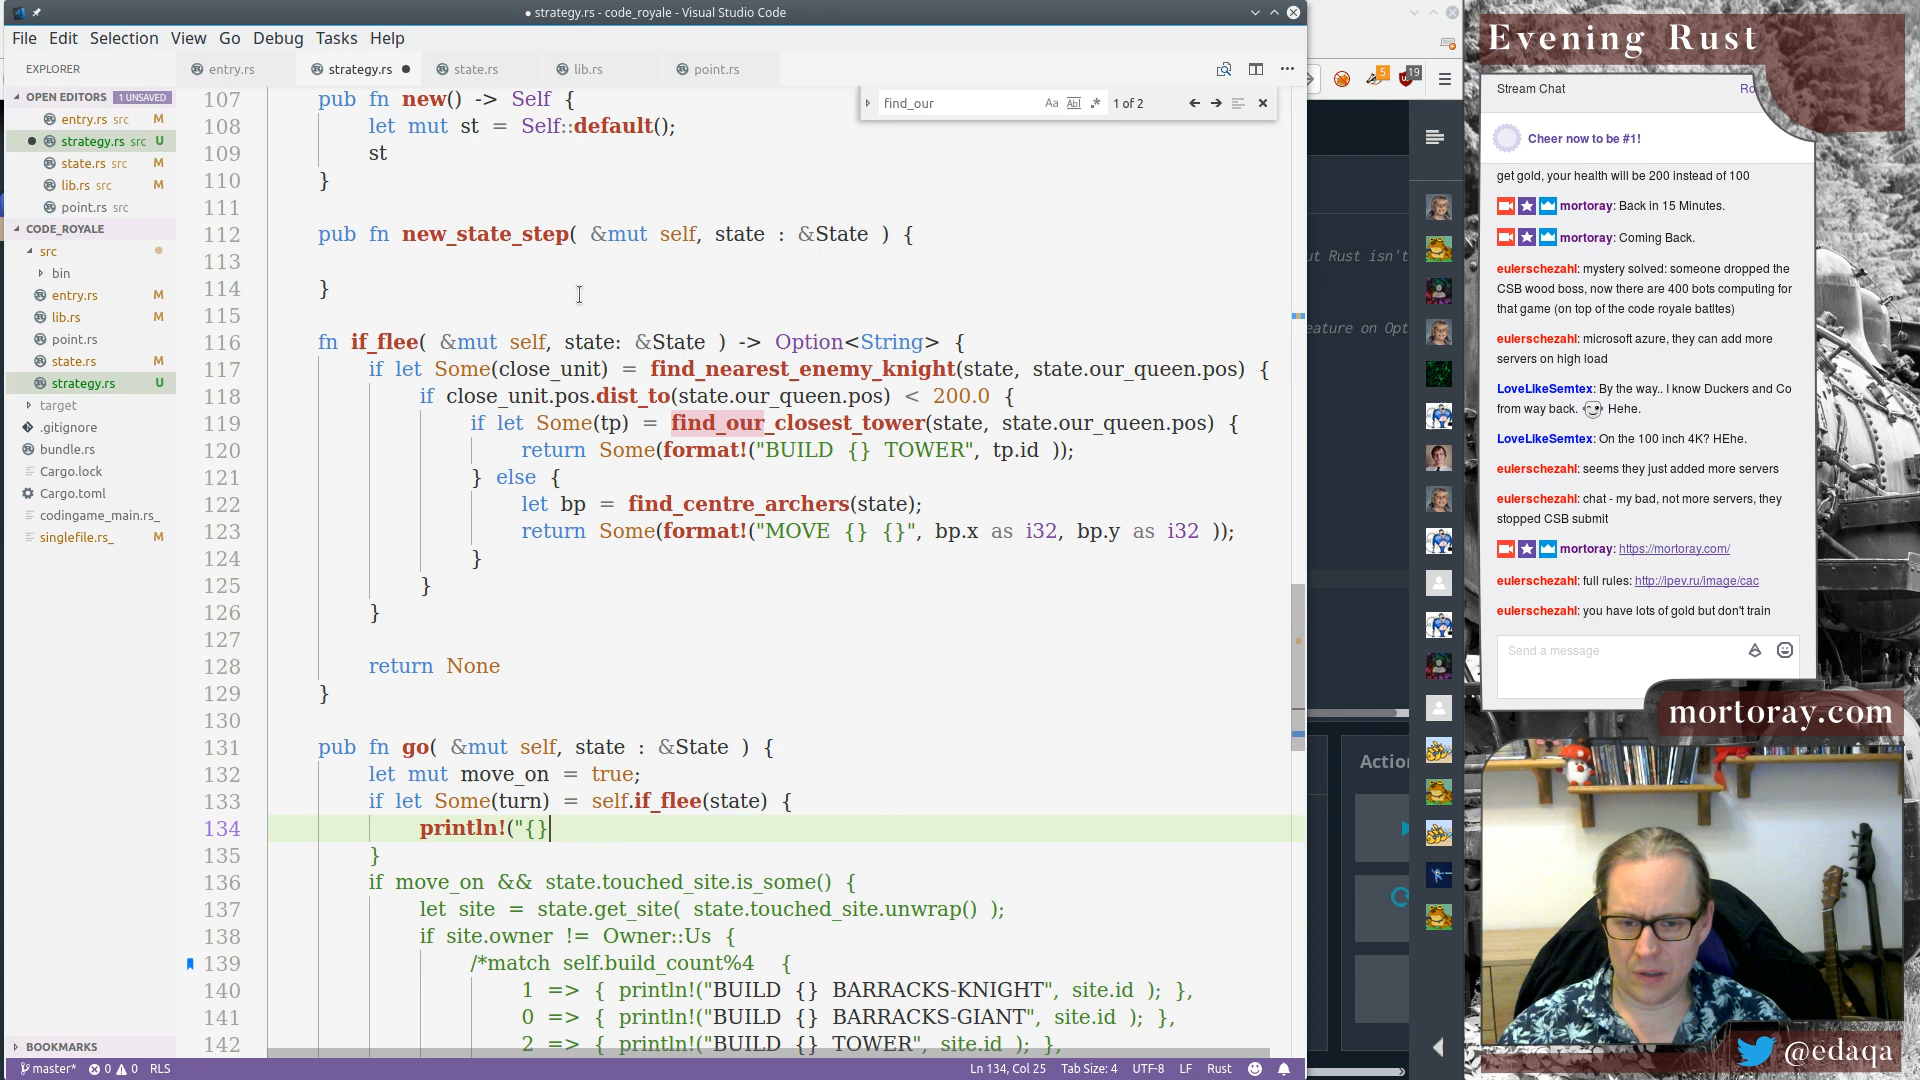 strategy.rs - code_royale - Visual Studio Code
File Edit Selection View Go Debug Tasks Help
EXPLORER
OPEN EDITORS 1 UNSAVED
entry.rs src M
strategy.rs src U
state.rs src M
lib.rs src M
point.rs src
CODE_ROYALE
src
bin
entry.rs M
lib.rs M
point.rs
state.rs M
strategy.rs U
target
.gitignore
bundle.rs
Cargo.lock
Cargo.toml
codingame_main.rs_
singlefile.rs_ M
BOOKMARKS
entry.rs strategy.rs state.rs lib.rs point.rs
find_our Aa Abl .* 1 of 2
107 pub fn new() -> Self {
108 let mut st = Self::default();
109 st
110 }
111
112 pub fn new_state_step( &mut self, state : &State ) {
113
114 }
115
116 fn if_flee( &mut self, state: &State ) -> Option<String> {
117 if let Some(close_unit) = find_nearest_enemy_knight(state, state.our_queen.pos) {
118 if close_unit.pos.dist_to(state.our_queen.pos) < 200.0 {
119 if let Some(tp) = find_our_closest_tower(state, state.our_queen.pos) {
120 return Some(format!("BUILD {} TOWER", tp.id ));
121 } else {
122 let bp = find_centre_archers(state);
123 return Some(format!("MOVE {} {}", bp.x as i32, bp.y as i32 ));
124 }
125 }
126 }
127
128 return None
129 }
130
131 pub fn go( &mut self, state : &State ) {
132 let mut move_on = true;
133 if let Some(turn) = self.if_flee(state) {
134 println!("{}
135 }
136 if move_on && state.touched_site.is_some() {
137 let site = state.get_site( state.touched_site.unwrap() );
138 if site.owner != Owner::Us {
139 /*match self.build_count%4 {
140 1 => { println!("BUILD {} BARRACKS-KNIGHT", site.id ); },
141 0 => { println!("BUILD {} BARRACKS-GIANT", site.id ); },
142 2 => { println!("BUILD {} TOWER", site.id ); },
master* 0 0 RLS Ln 134, Col 25 Tab Size: 4 UTF-8 LF Rust
5 19
ut Rust isn't
eature on Opt
Actio
Evening Rust
Stream Chat Ro
Cheer now to be #1!
get gold, your health will be 200 instead of 100
mortoray: Back in 15 Minutes.
mortoray: Coming Back.
eulerschezahl: mystery solved: someone dropped the
CSB wood boss, now there are 400 bots computing for
that game (on top of the code royale batltes)
eulerschezahl: microsoft azure, they can add more
servers on high load
LoveLikeSemtex: By the way.. I know Duckers and Co
from way back. Hehe.
LoveLikeSemtex: On the 100 inch 4K? HEhe.
eulerschezahl: seems they just added more servers
eulerschezahl: chat - my bad, not more servers, they
stopped CSB submit
mortoray: https://mortoray.com/
eulerschezahl: full rules: http://ipev.ru/image/cac
eulerschezahl: you have lots of gold but don't train
Send a message
mortoray.com
@edaqa